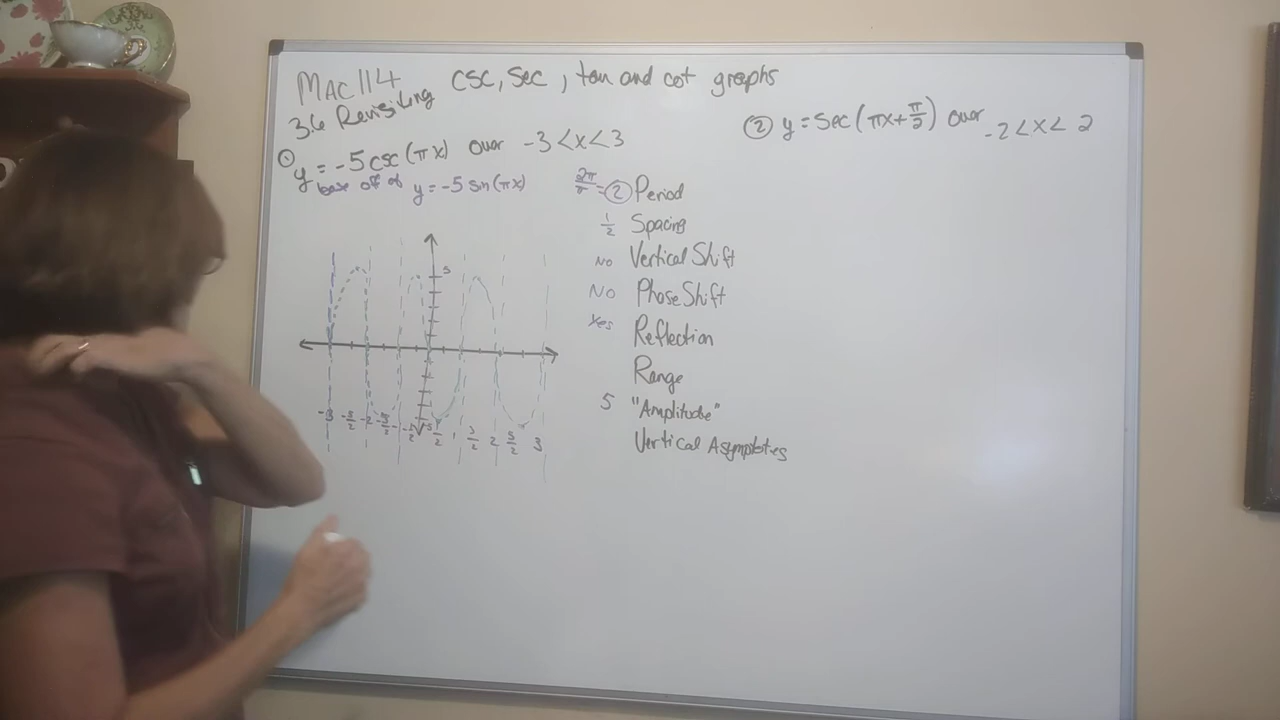 MAC 114 csc, sec, tan and cot graphs
3.6 Revisiting
① y = -5 csc(πx) over -3 < x < 3
base off of y = -5 sin(πx)
② y = sec(πx + π/2) over -2 < x < 2
2π/π = 2 Period
1/2 Spacing
No Vertical Shift
No Phase Shift
Yes Reflection
Range
5 "Amplitude"
Vertical Asymptotes
5
-3 -5/2 -2 -3/2 -1/2 -5 1/2 1 3/2 2 5/2 3